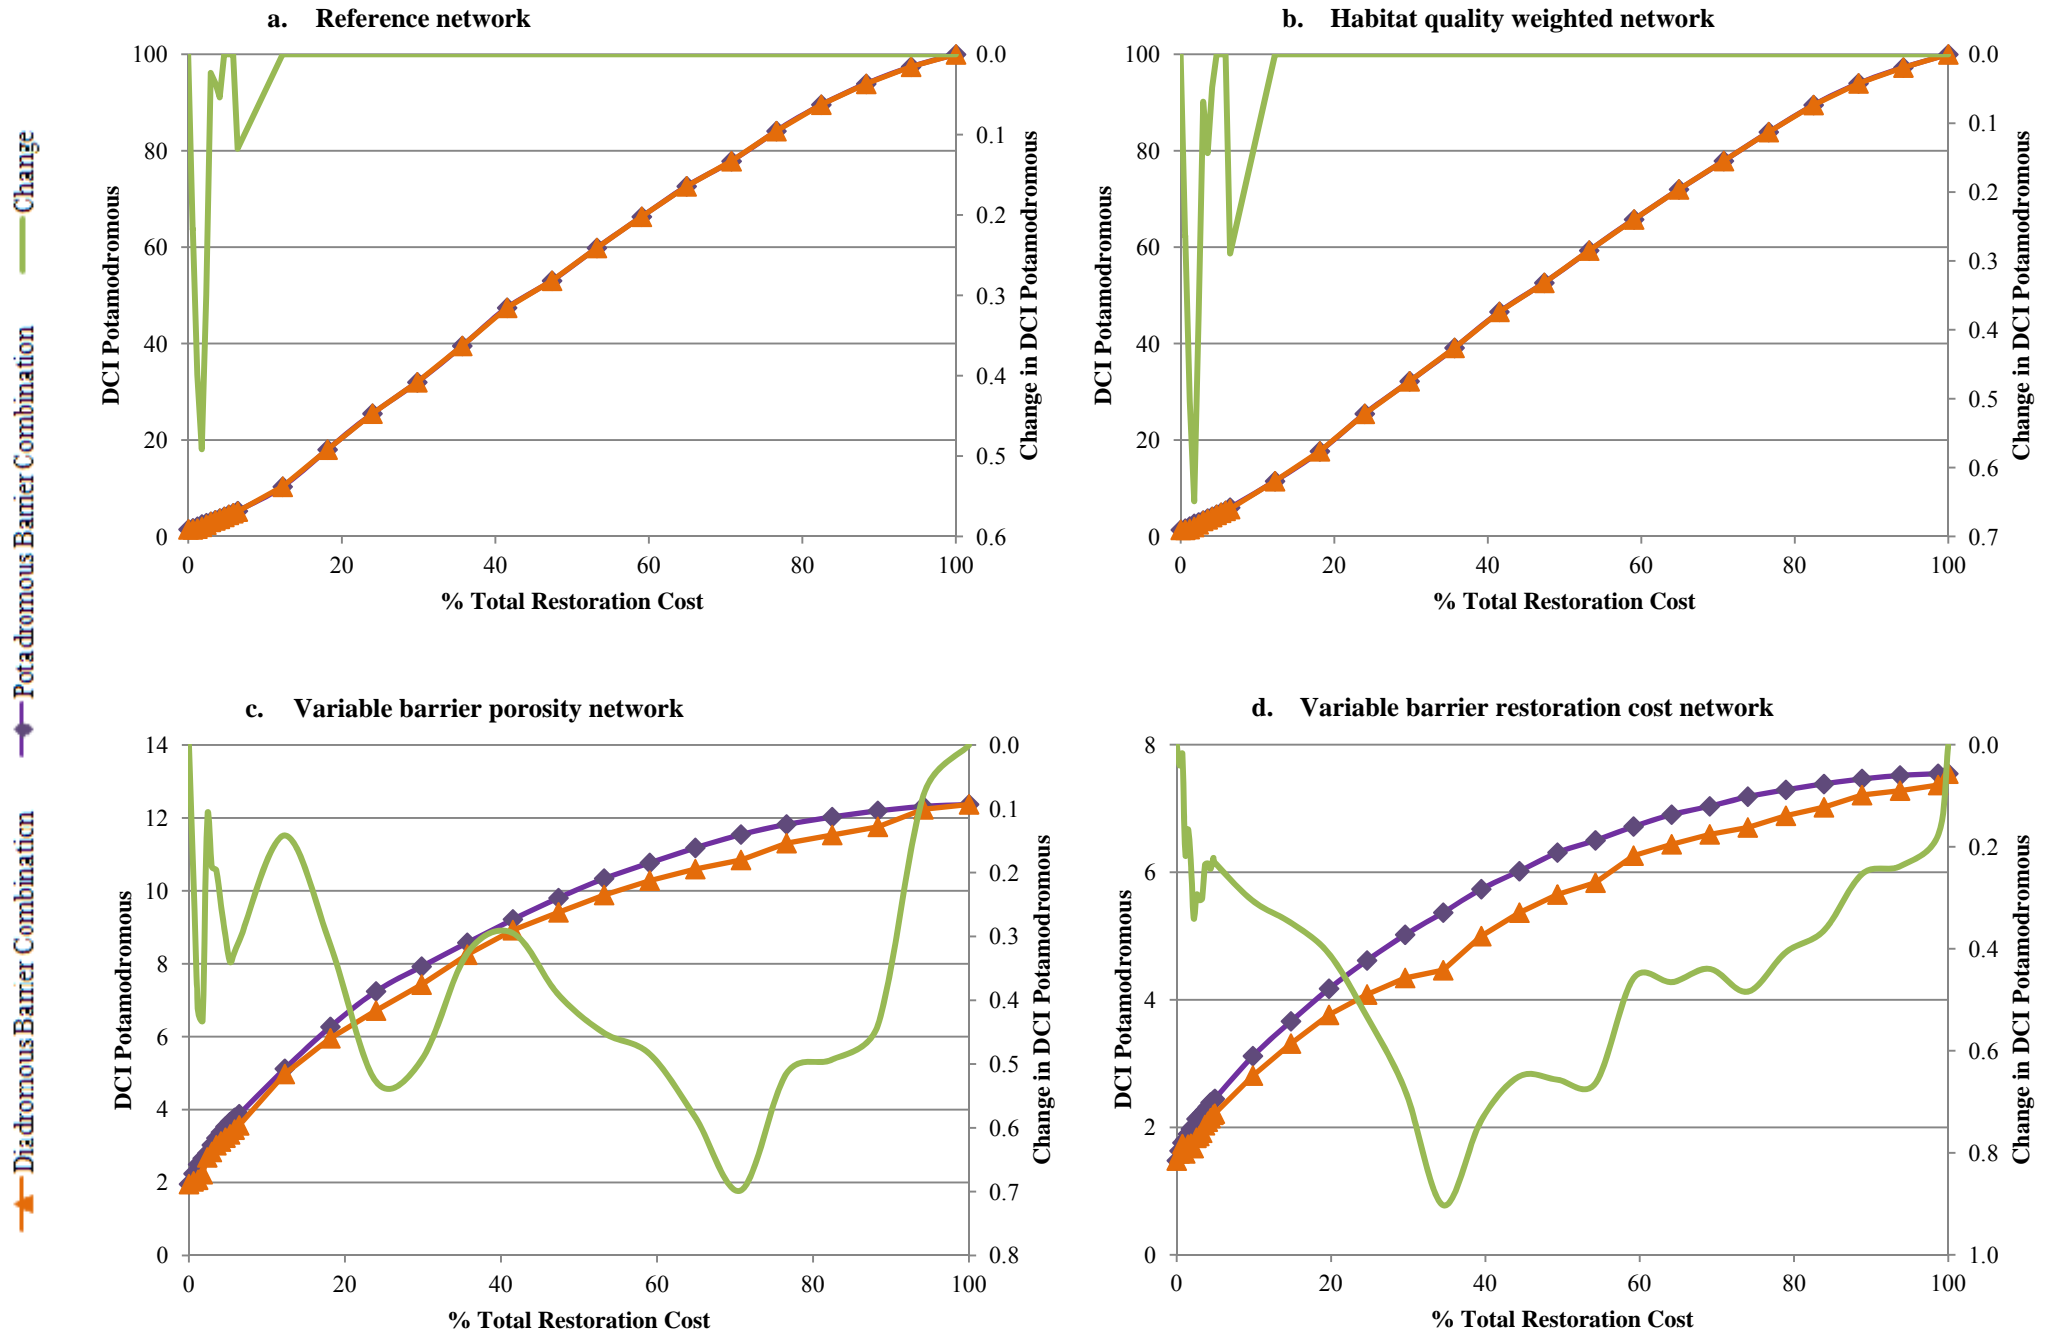 Change
Potadromous Barrier Combination
Diadromous Barrier Combination
a. Reference network
100
80
60
40
20
0
DCI Potamodromous
0.0
0.1
0.2
0.3
0.4
0.5
0.6
Change in DCI Potamodromous
0 20 40 60 80 100
% Total Restoration Cost
b. Habitat quality weighted network
100
80
60
40
20
0
DCI Potamodromous
0.0
0.1
0.2
0.3
0.4
0.5
0.6
0.7
Change in DCI Potamodromous
0 20 40 60 80 100
% Total Restoration Cost
c. Variable barrier porosity network
14
12
10
8
6
4
2
0
DCI Potamodromous
0.0
0.1
0.2
0.3
0.4
0.5
0.6
0.7
0.8
Change in DCI Potamodromous
0 20 40 60 80 100
% Total Restoration Cost
d. Variable barrier restoration cost network
8
6
4
2
0
DCI Potamodromous
0.0
0.2
0.4
0.6
0.8
1.0
Change in DCI Potamodromous
0 20 40 60 80 100
% Total Restoration Cost